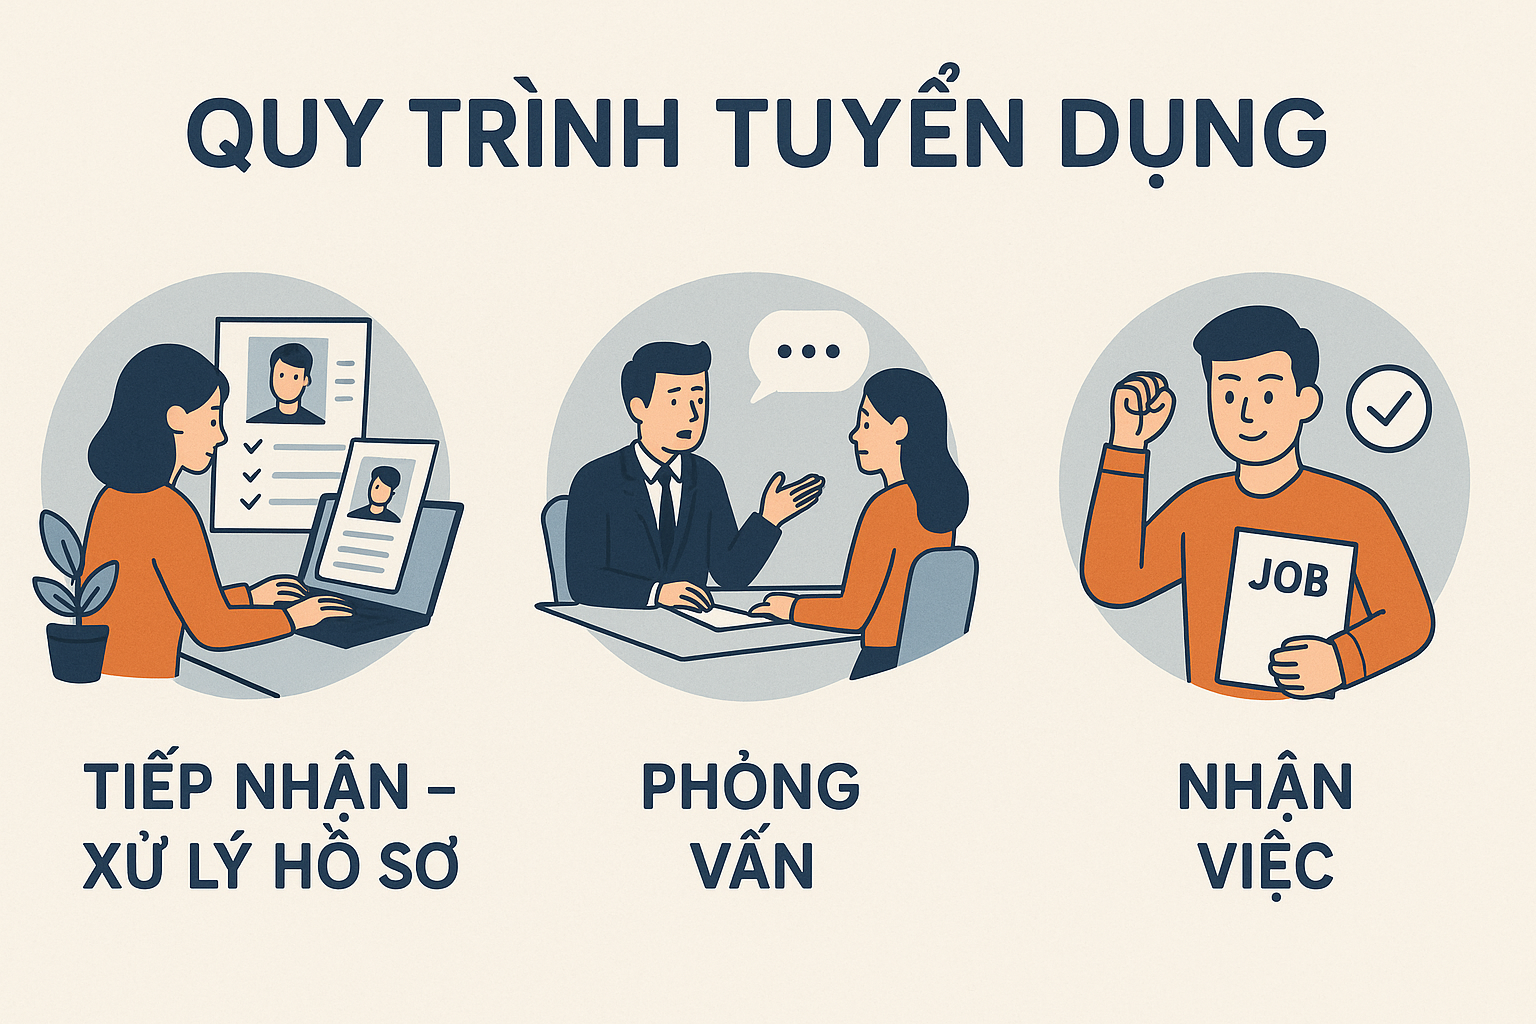 QUY TRÌNH TUYỂN DỤNG
JOB
TIẾP NHẬN –
XỬ LÝ HỒ SƠ
PHỎNG
VẤN
NHẬN
VIỆC